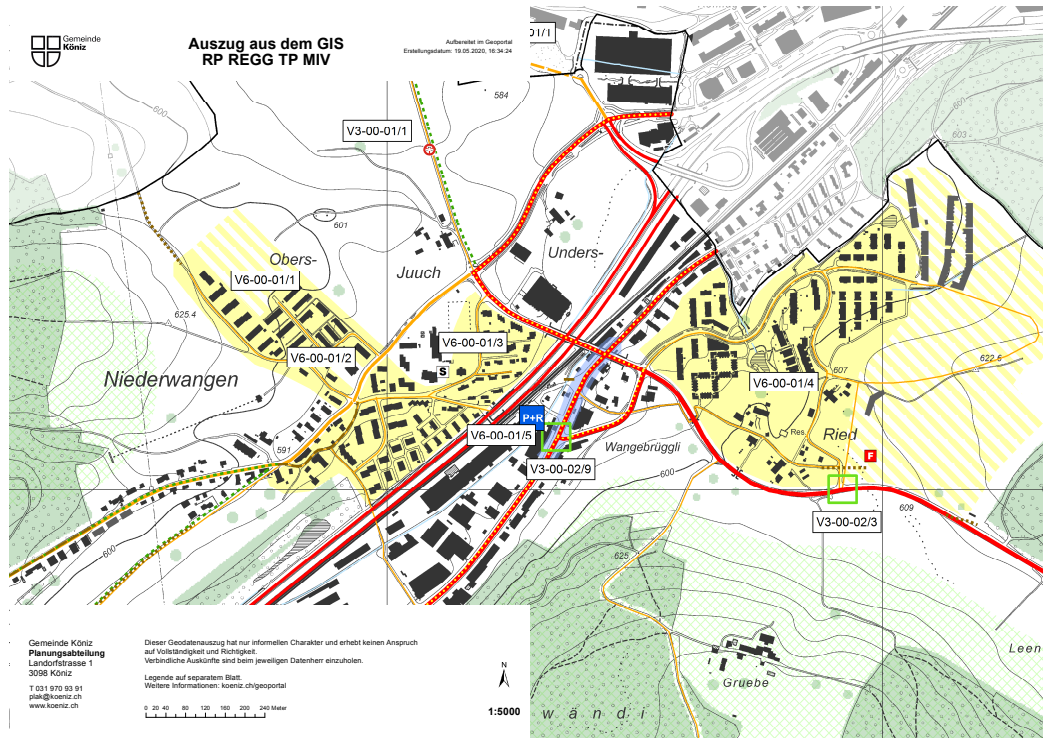 Gemeinde
Köniz
Auszug aus dem GIS
RP REGG TP MIV
Aufbereitet im Geoportal
Erstellungsdatum: 19.05.2020, 16:34:24
01/1
584
600
V3-00-01/1
601
603
601
Obers-
Juuch
Unders-
V6-00-01/1
625.4
V6-00-01/3
V6-00-01/2
S
622.6
607
V6-00-01/4
Niederwangen
P+R
V6-00-01/5
Res.
Ried
F
591
Wangebrüggli
V3-00-02/9
600
609
V3-00-02/3
600
625
Leen
Gruebe
wändi
Gemeinde Köniz
Planungsabteilung
Landorfstrasse 1
3098 Köniz
T 031 970 93 91
plak@koeniz.ch
www.koeniz.ch
Dieser Geodatenauszug hat nur informellen Charakter und erhebt keinen Anspruch
auf Vollständigkeit und Richtigkeit.
Verbindliche Auskünfte sind beim jeweiligen Datenherr einzuholen.
Legende auf separatem Blatt.
Weitere Informationen: koeniz.ch/geoportal
0 20 40 80 120 160 200 240 Meter
N
1:5000